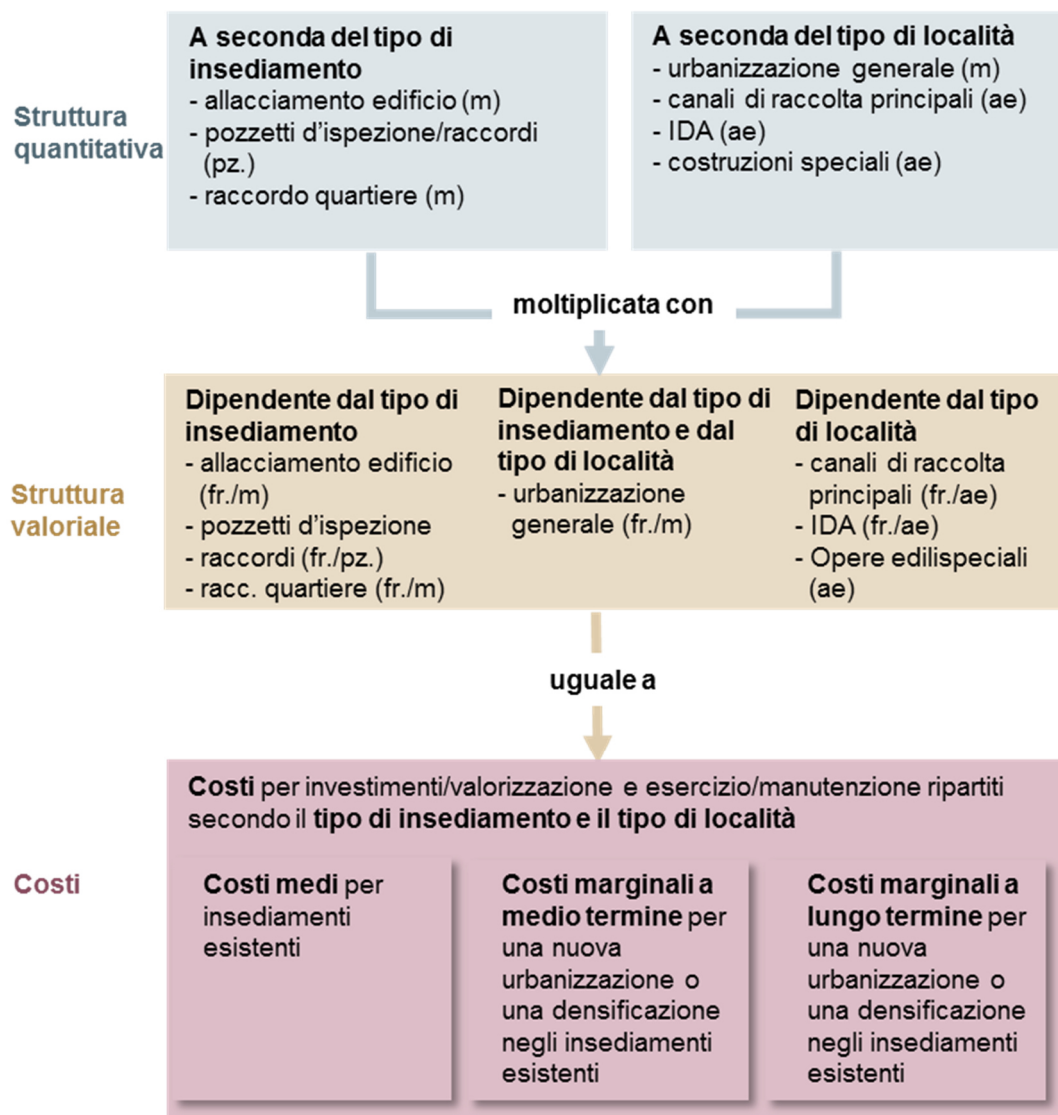 Struttura
quantitativa
A seconda del tipo di
insediamento
- allacciamento edificio (m)
- pozzetti d'ispezione/raccordi
(pz.)
- raccordo quartiere (m)
A seconda del tipo di località
- urbanizzazione generale (m)
- canali di raccolta principali (ae)
- IDA (ae)
- costruzioni speciali (ae)
moltiplicata con
Struttura
valoriale
Dipendente dal tipo di
insediamento
- allacciamento edificio
(fr./m)
- pozzetti d'ispezione
- raccordi (fr./pz.)
- racc. quartiere (fr./m)
Dipendente dal tipo di
insediamento e dal
tipo di località
- urbanizzazione
generale (fr./m)
Dipendente dal tipo
di località
- canali di raccolta
principali (fr./ae)
- IDA (fr./ae)
- Opere edilispeciali
(ae)
uguale a
Costi
Costi per investimenti/valorizzazione e esercizio/manutenzione ripartiti
secondo il tipo di insediamento e il tipo di località
Costi medi per
insediamenti
esistenti
Costi marginali a
medio termine per
una nuova
urbanizzazione o
una densificazione
negli insediamenti
esistenti
Costi marginali a
lungo termine per
una nuova
urbanizzazione o
una densificazione
negli insediamenti
esistenti